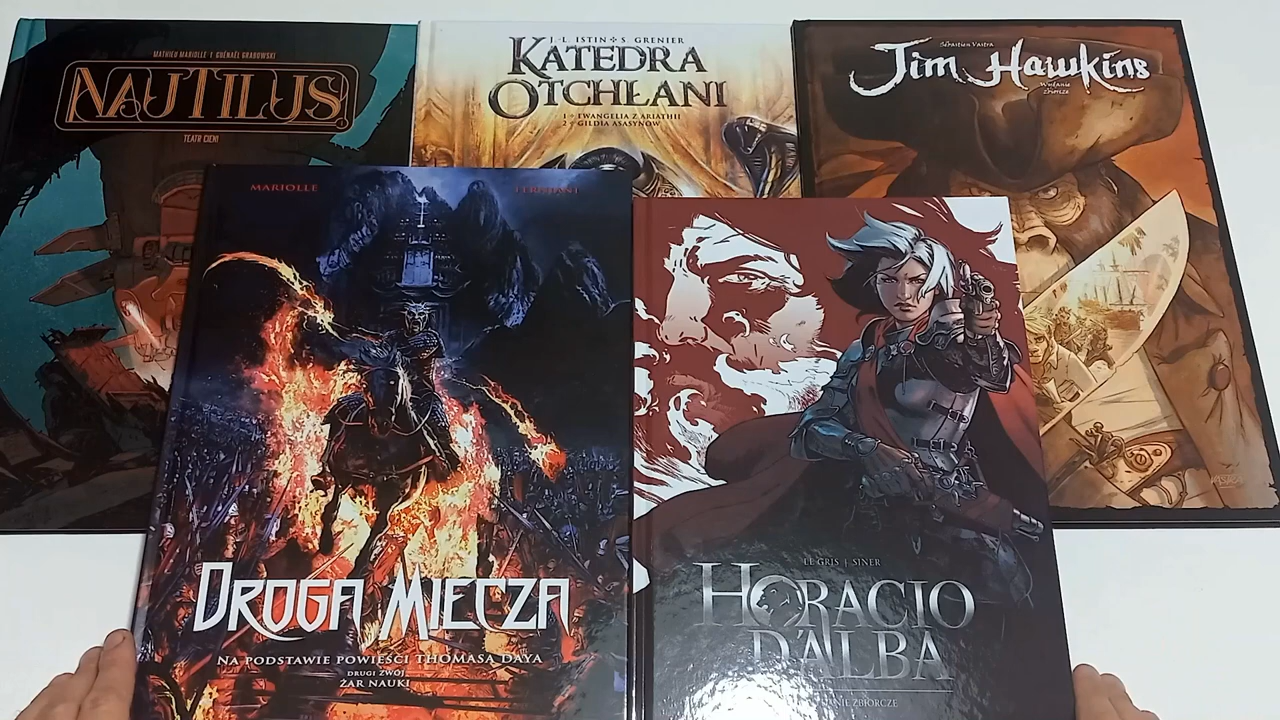 MATHIEU MARIOLLE | GUÉNAËL GRABOWSKI
NAUTILUS
TEATR CIENI
J.-L. ISTIN ✢ S. GRENIER
KATEDRA
OTCHŁANI
1 ✢ EWANGELIA Z ARIATHII
2 ✢ GILDIA ASASYNÓW
Sébastien Vastra
Jim Hawkins
Wydanie
zbiorcze
MARIOLLE
DROGA MIECZA
NA PODSTAWIE POWIEŚCI THOMASA DAYA
DRUGI ZWÓJ
ŻAR NAUKI
LE GRIS | SINER
HORACIO
D'ALBA
ZBIORCZE